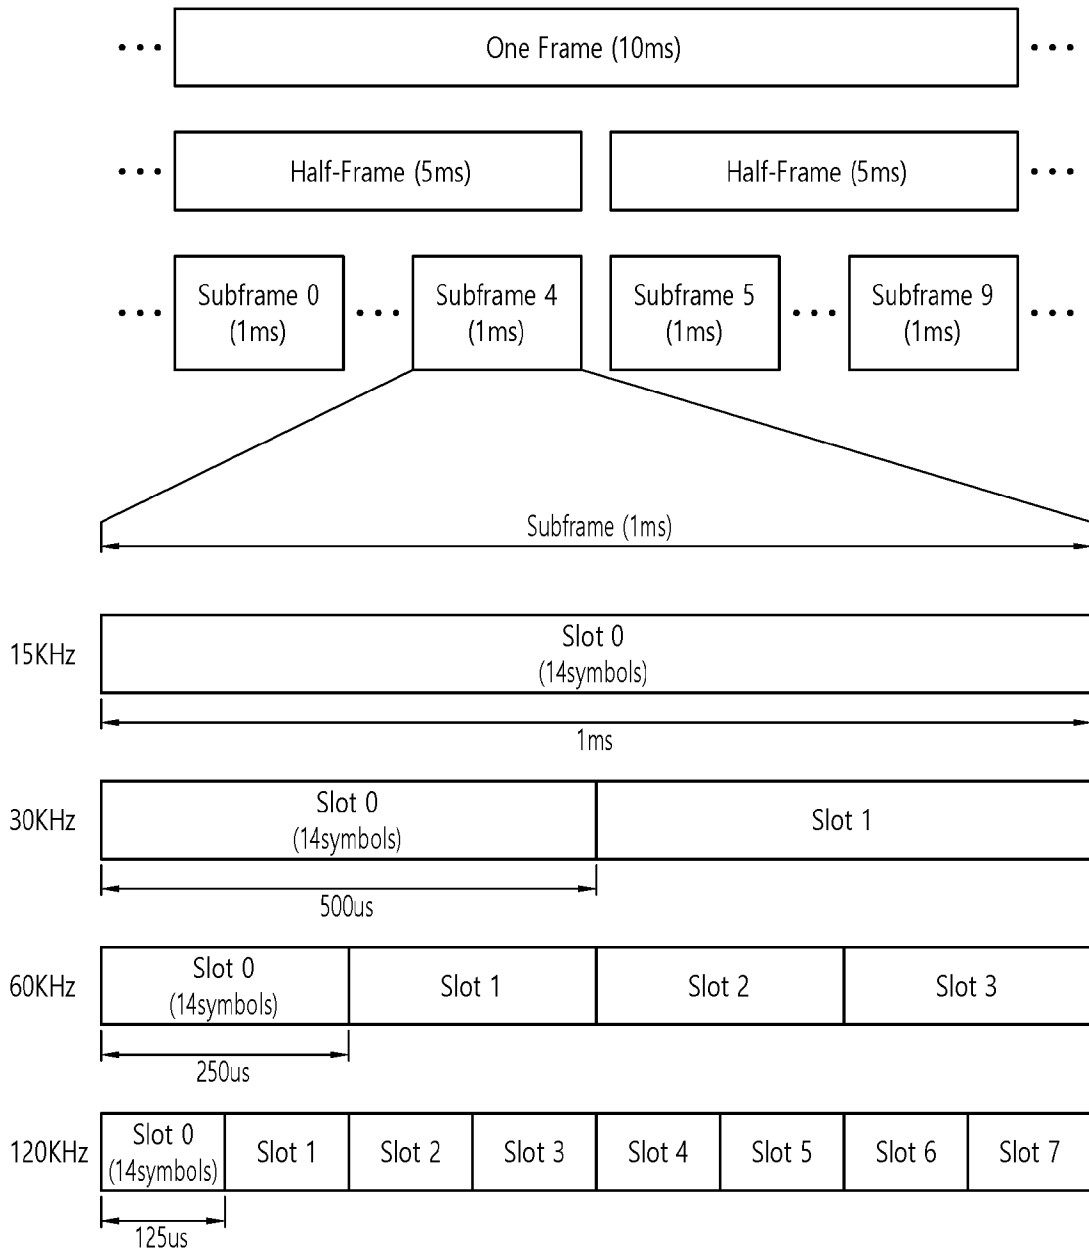 One Frame (10ms)
Half-Frame (5ms) Half-Frame (5ms)
Subframe 0 (1ms)
Subframe 4 (1ms)
Subframe 5 (1ms)
Subframe 9 (1ms)
Subframe (1ms)
15KHz
Slot 0
(14symbols)
1ms
30KHz
Slot 0
(14symbols)
Slot 1
500us
60KHz
Slot 0
(14symbols)
Slot 1
Slot 2
Slot 3
250us
120KHz
Slot 0
(14symbols)
Slot 1
Slot 2
Slot 3
Slot 4
Slot 5
Slot 6
Slot 7
125us